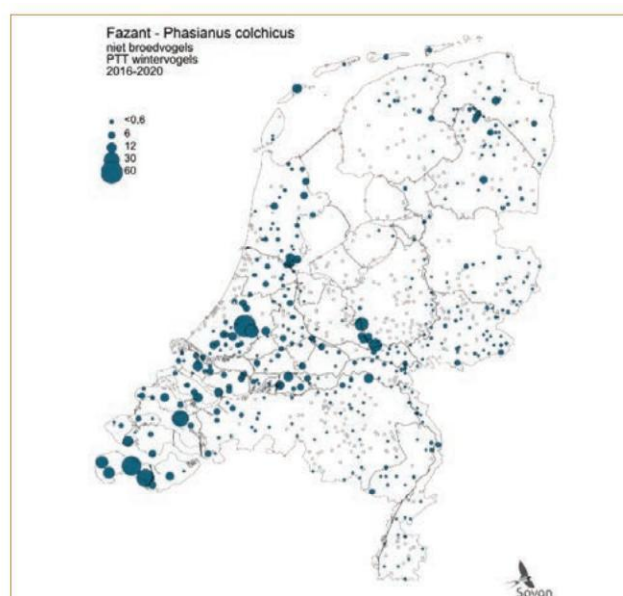 Fazant - Phasianus colchicus
niet broedvogels
PTT wintervogels
2016-2020
<0,6
6
12
30
60
Sovon